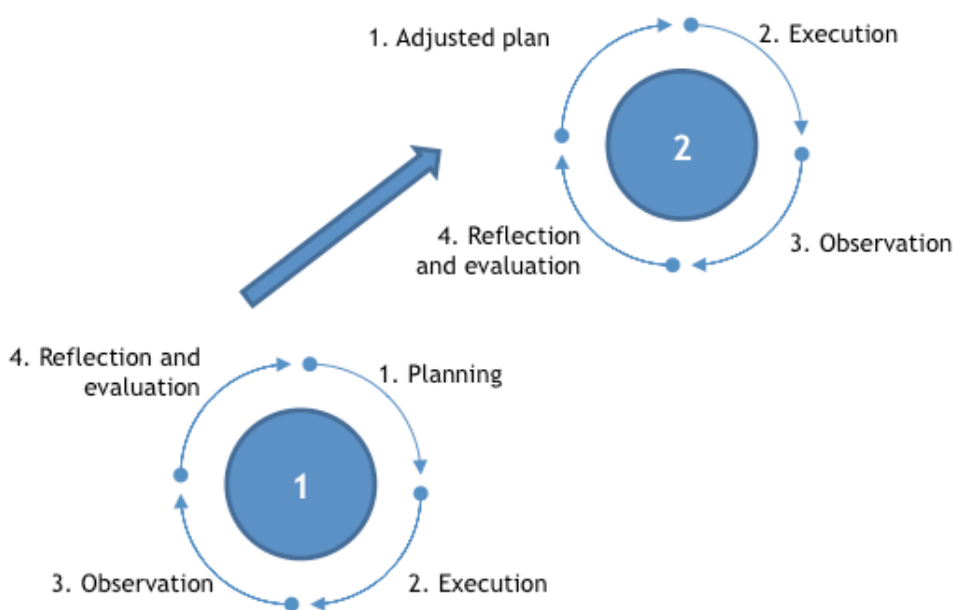 1. Adjusted plan
2. Execution
2
4. Reflection
and evaluation
3. Observation
4. Reflection and
evaluation
1. Planning
1
3. Observation
2. Execution